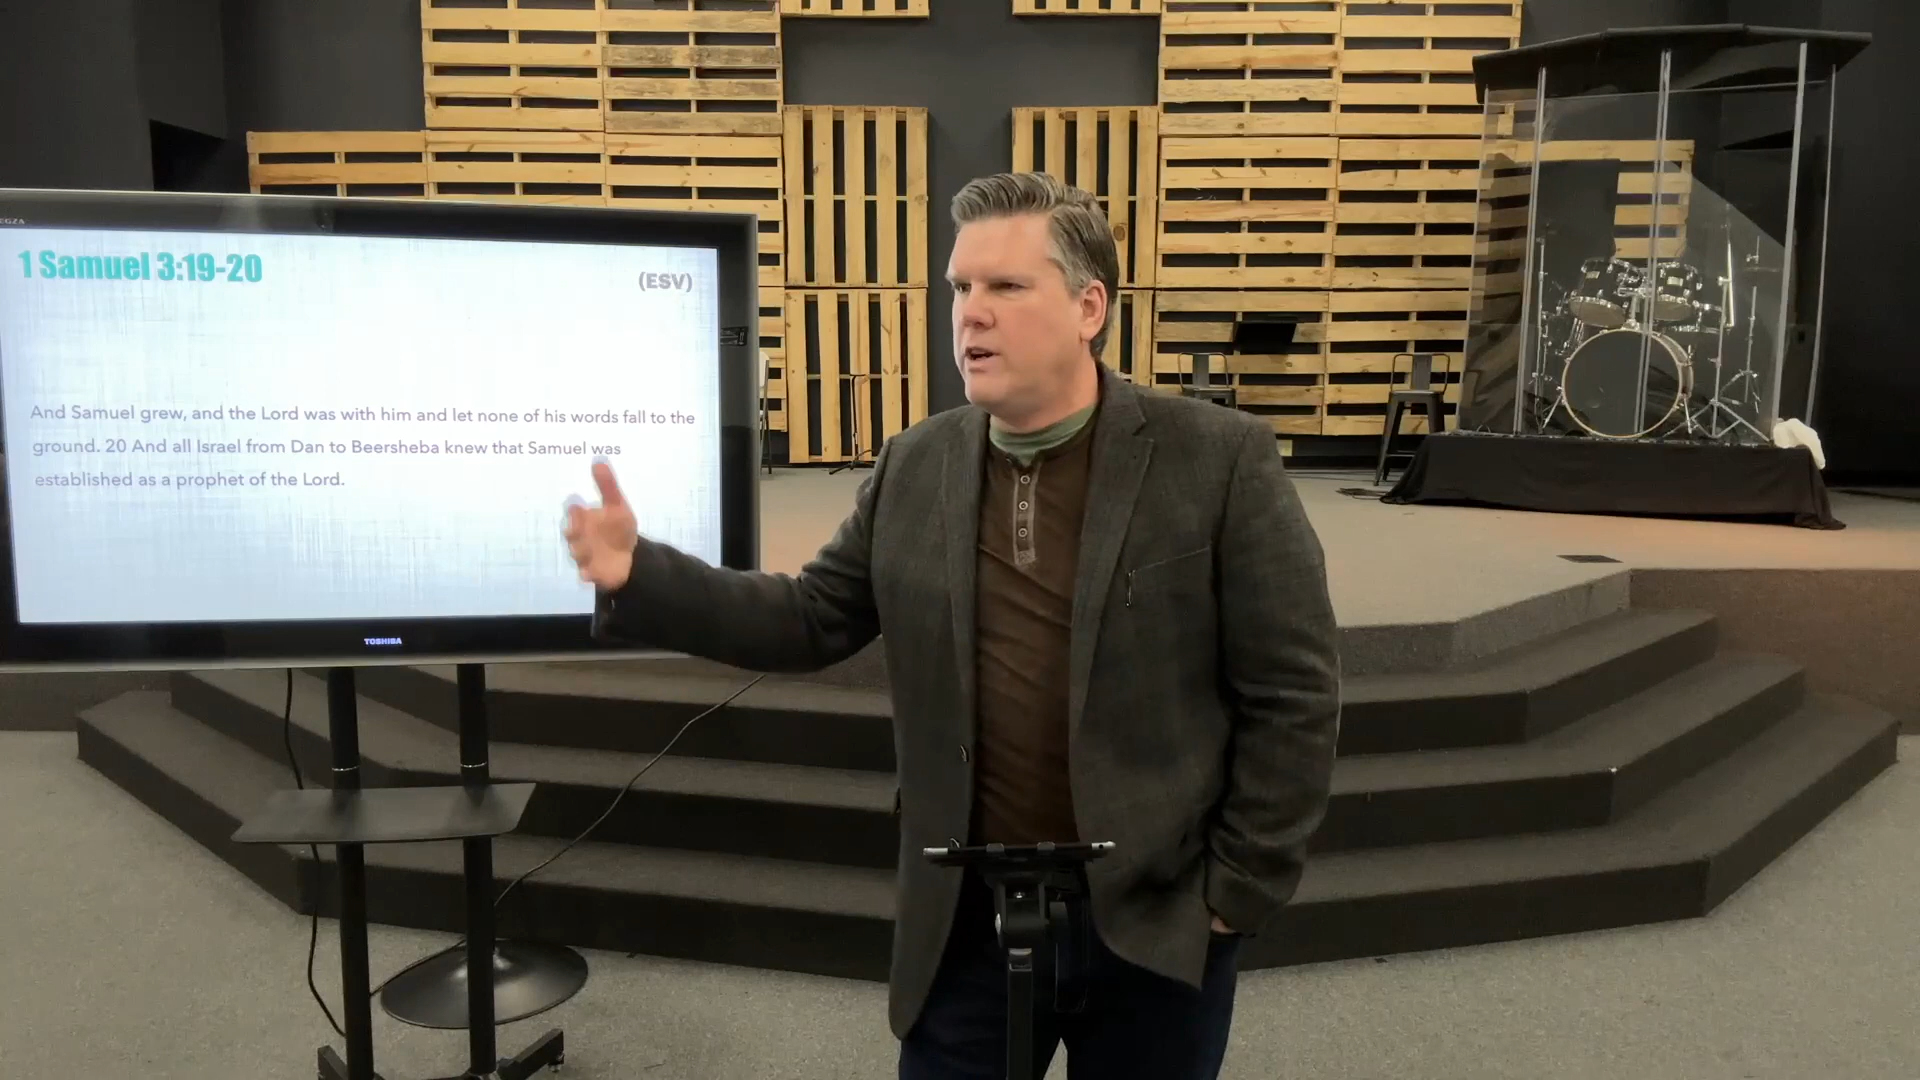 EGZA
1 Samuel 3:19-20
(ESV)
And Samuel grew, and the Lord was with him and let none of his words fall to the
ground. 20 And all Israel from Dan to Beersheba knew that Samuel was
established as a prophet of the Lord.
TOSHIBA